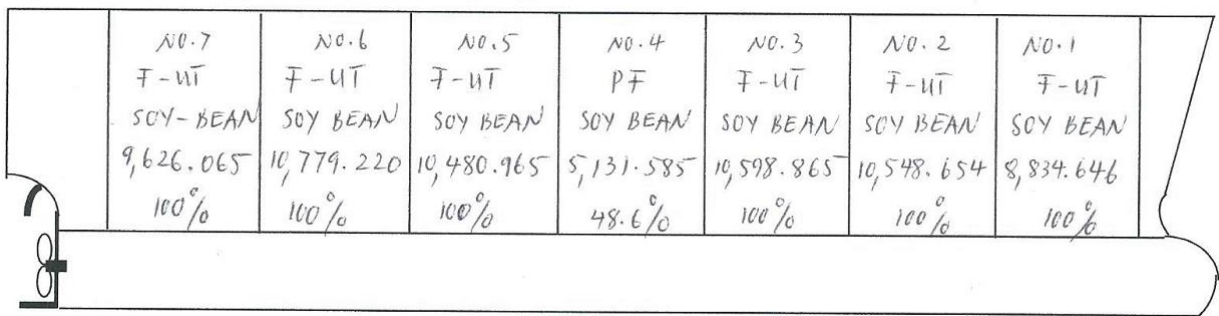 NO.7
F-UT
SOY-BEAN
9,626.065
100%
NO.6
F-UT
SOY BEAN
10,779.220
100%
NO.5
F-UT
SOY BEAN
10,480.965
100%
NO.4
PF
SOY BEAN
5,131.585
48.6%
NO.3
F-UT
SOY BEAN
10,598.865
100%
NO.2
F-UT
SOY BEAN
10,548.654
100%
NO.1
F-UT
SOY BEAN
8,834.646
100%